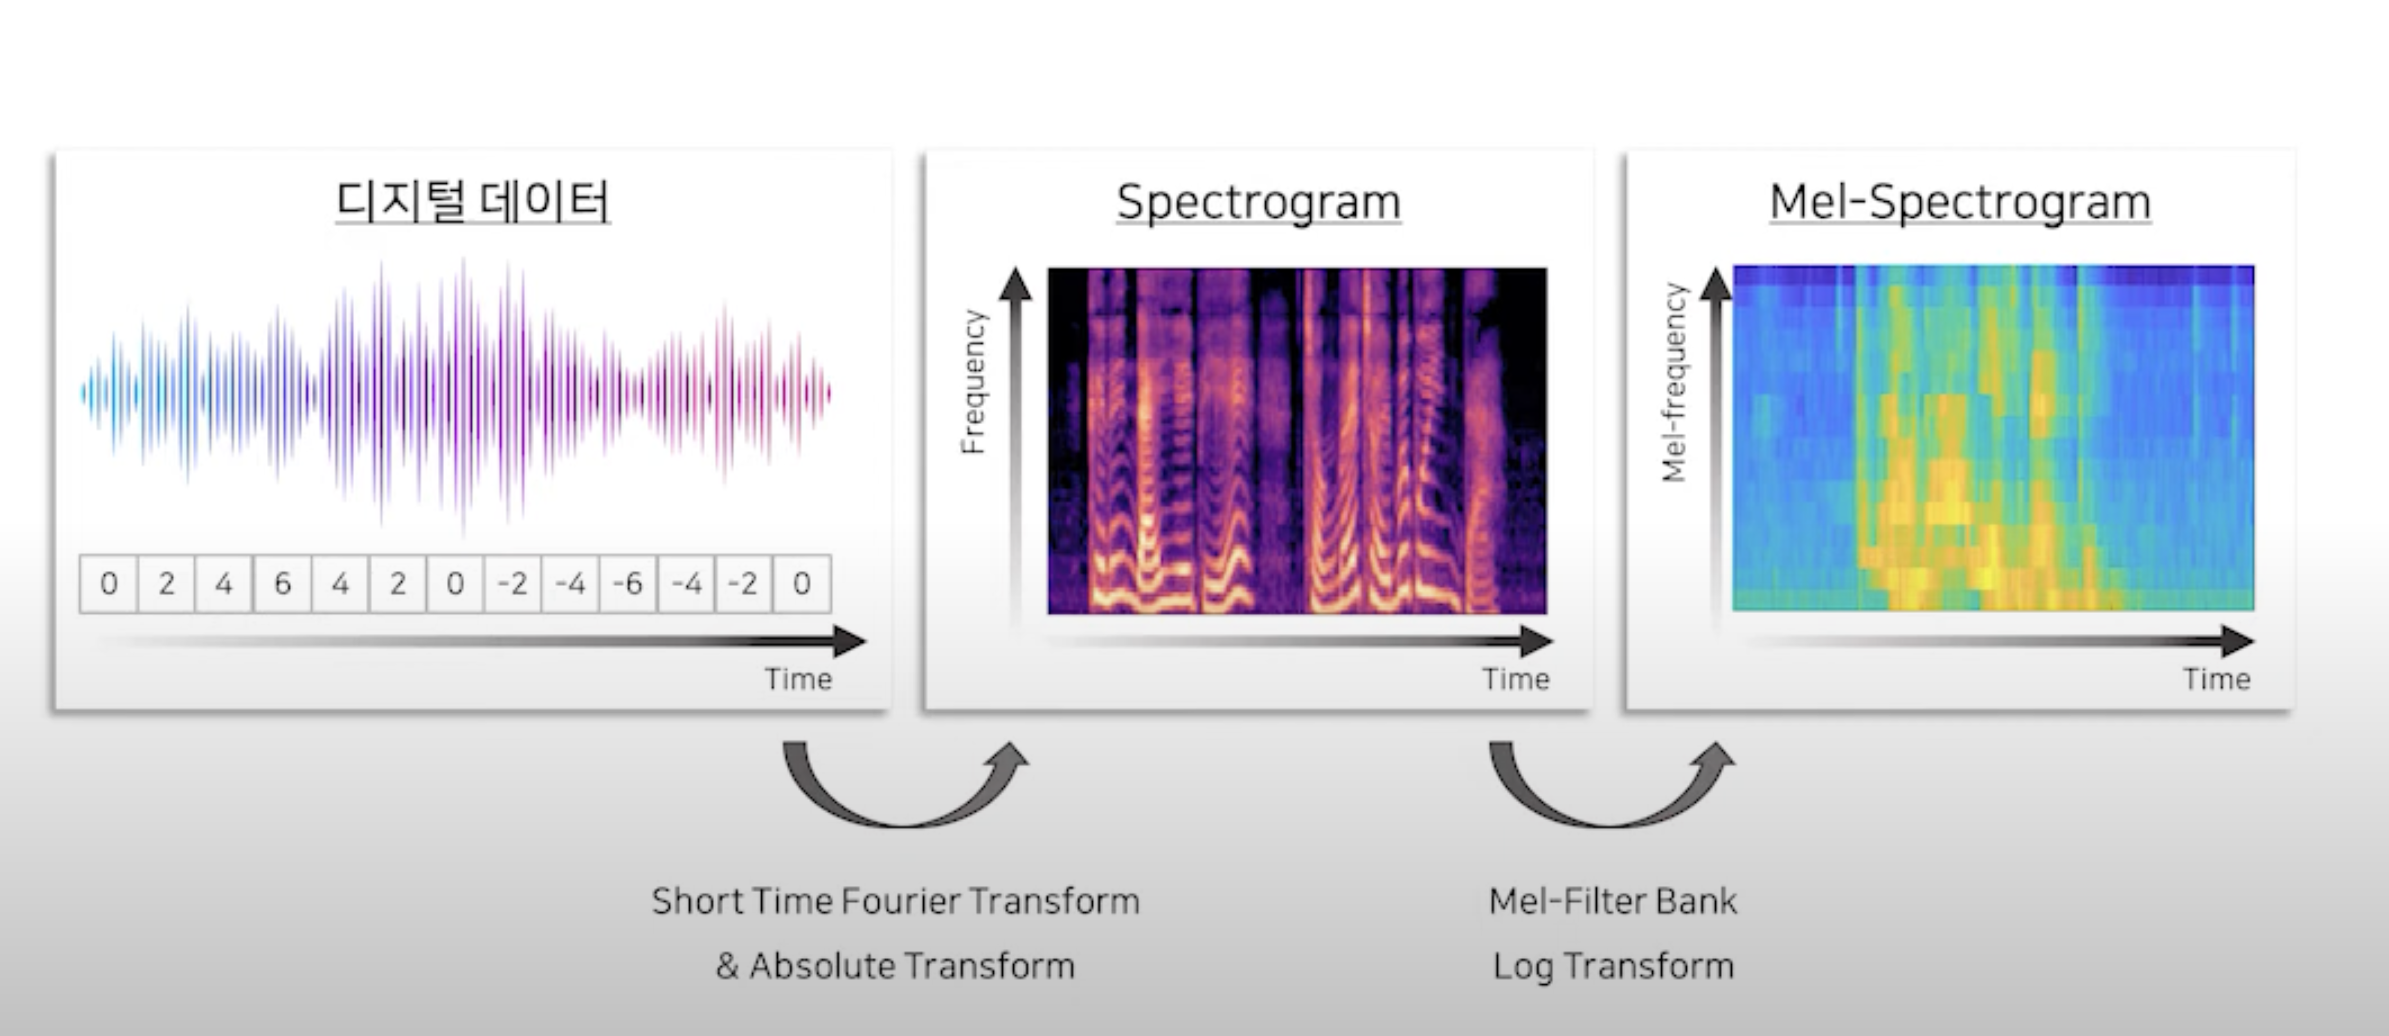 디지털 데이터
0 2 4 6 4 2 0 -2 -4 -6 -4 -2 0
Time
Spectrogram
Frequency
Time
Mel-Spectrogram
Mel-frequency
Time
Short Time Fourier Transform
& Absolute Transform
Mel-Filter Bank
Log Transform